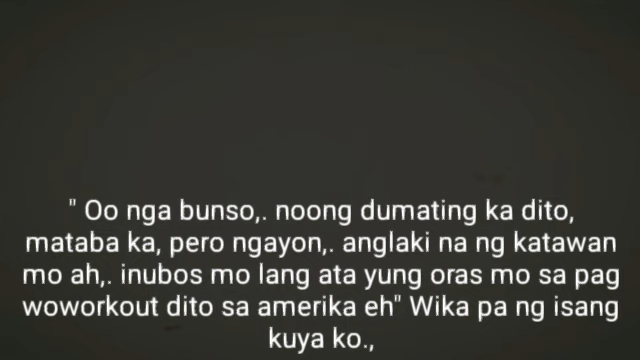 " Oo nga bunso,. noong dumating ka dito,
mataba ka, pero ngayon,. anglaki na ng katawan
mo ah,. inubos mo lang ata yung oras mo sa pag
woworkout dito sa amerika eh" Wika pa ng isang
kuya ko.,